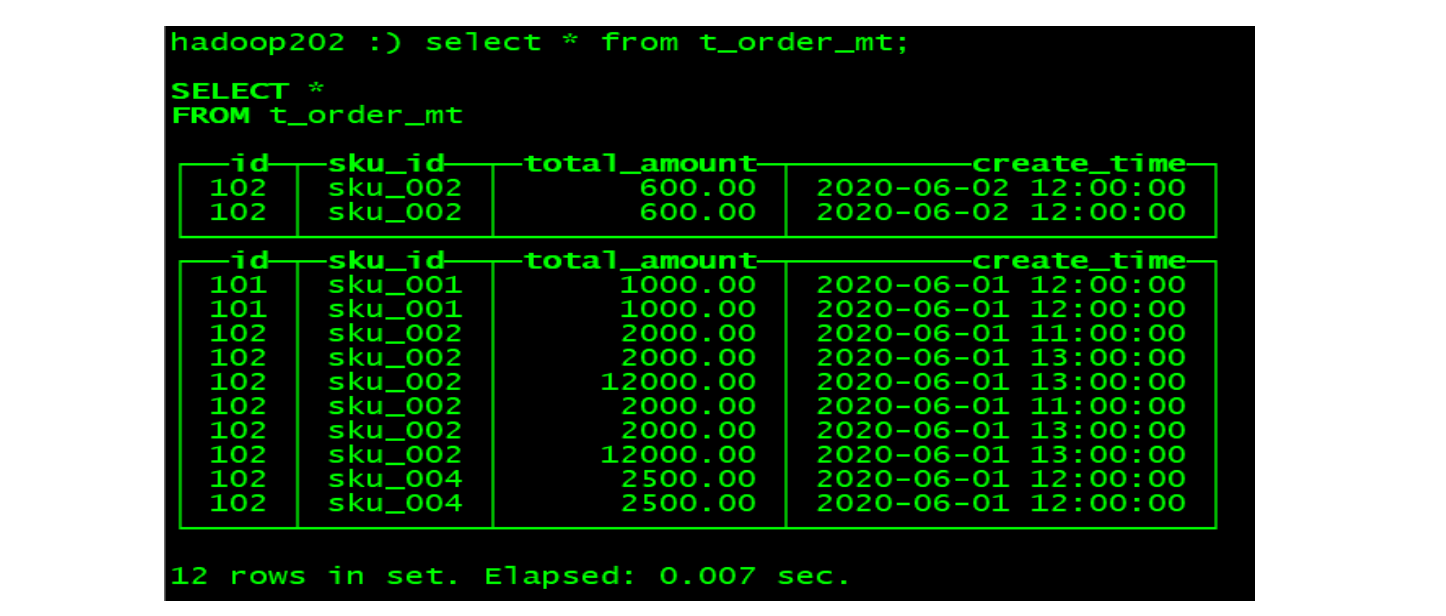 hadoop202 :) select * from t_order_mt;
SELECT *
FROM t_order_mt
id sku_id total_amount create_time
102 sku_002 600.00 2020-06-02 12:00:00
102 sku_002 600.00 2020-06-02 12:00:00
id sku_id total_amount create_time
101 sku_001 1000.00 2020-06-01 12:00:00
101 sku_001 1000.00 2020-06-01 12:00:00
102 sku_002 2000.00 2020-06-01 11:00:00
102 sku_002 2000.00 2020-06-01 13:00:00
102 sku_002 12000.00 2020-06-01 13:00:00
102 sku_002 2000.00 2020-06-01 11:00:00
102 sku_002 2000.00 2020-06-01 13:00:00
102 sku_002 12000.00 2020-06-01 13:00:00
102 sku_004 2500.00 2020-06-01 12:00:00
102 sku_004 2500.00 2020-06-01 12:00:00
12 rows in set. Elapsed: 0.007 sec.